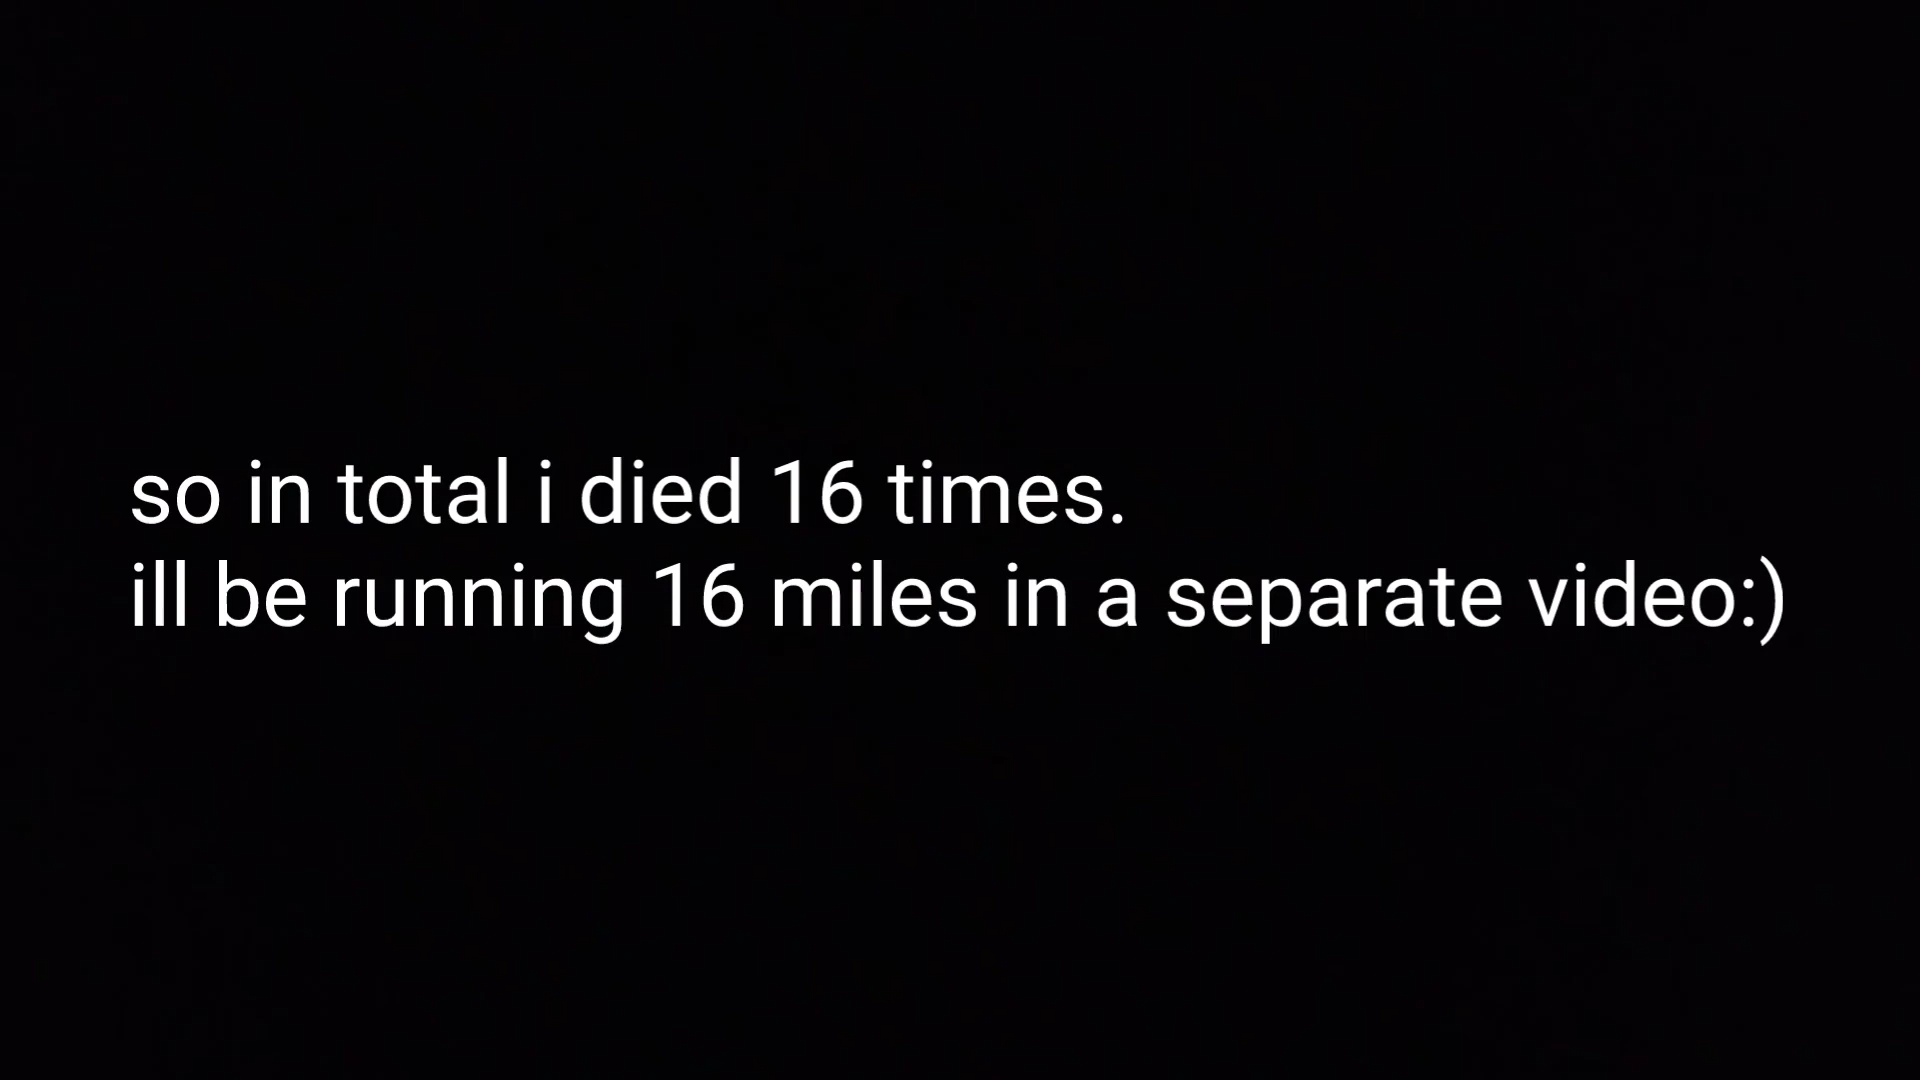 so in total i died 16 times.
ill be running 16 miles in a separate video:)